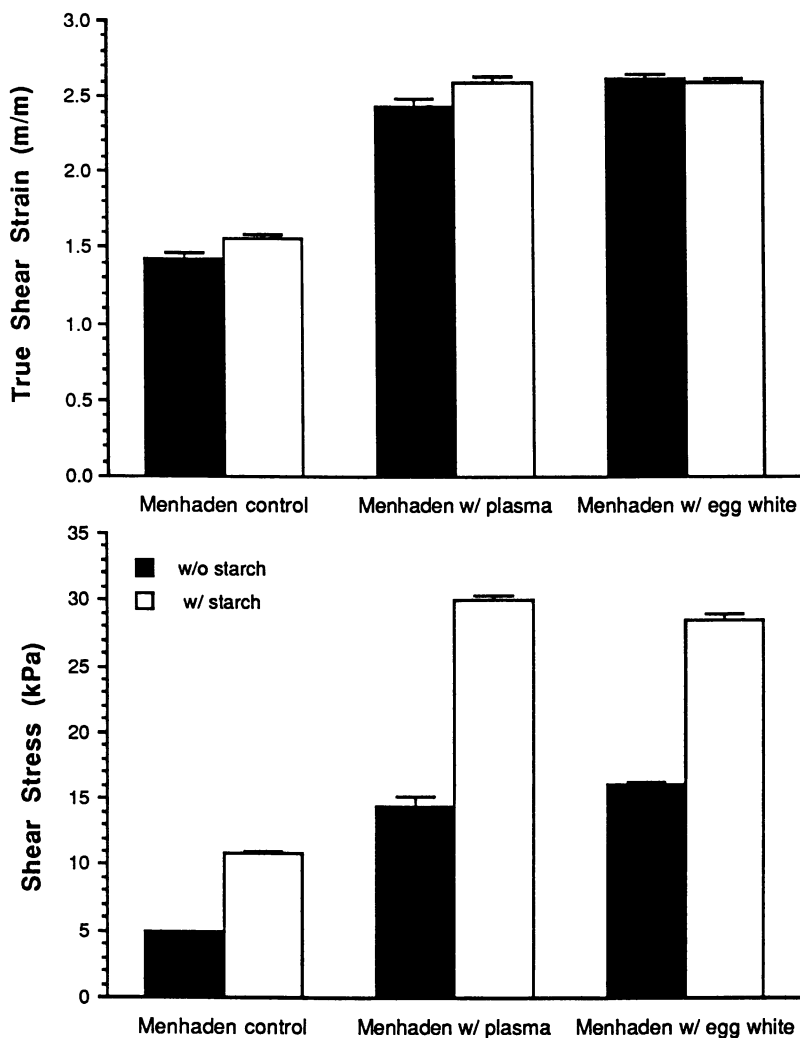 True Shear Strain (m/m)
3.0
2.5
2.0
1.5
1.0
0.5
0.0
Menhaden control Menhaden w/ plasma Menhaden w/ egg white
Shear Stress (kPa)
35
30
25
20
15
10
5
0
w/o starch
w/ starch
Menhaden control Menhaden w/ plasma Menhaden w/ egg white